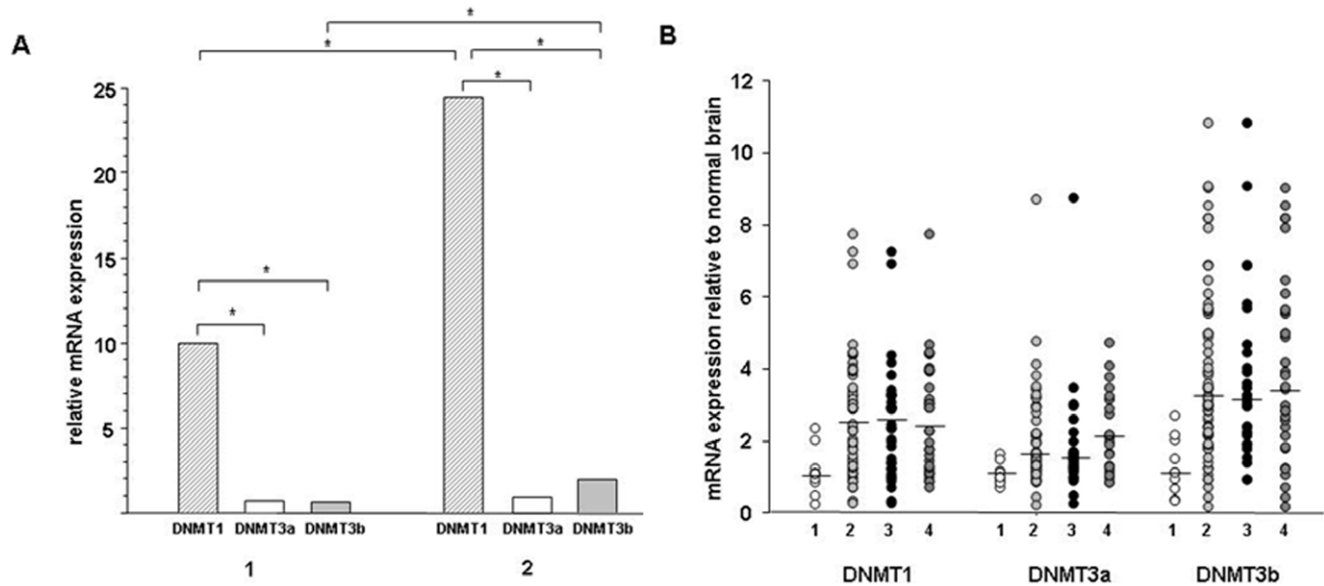 A
*
*
*
*
*
*
relative mRNA expression
25
20
15
10
5
DNMT1 DNMT3a DNMT3b DNMT1 DNMT3a DNMT3b
1 2
B
mRNA expression relative to normal brain
12
10
8
6
4
2
0
1 2 3 4 1 2 3 4 1 2 3 4
DNMT1 DNMT3a DNMT3b